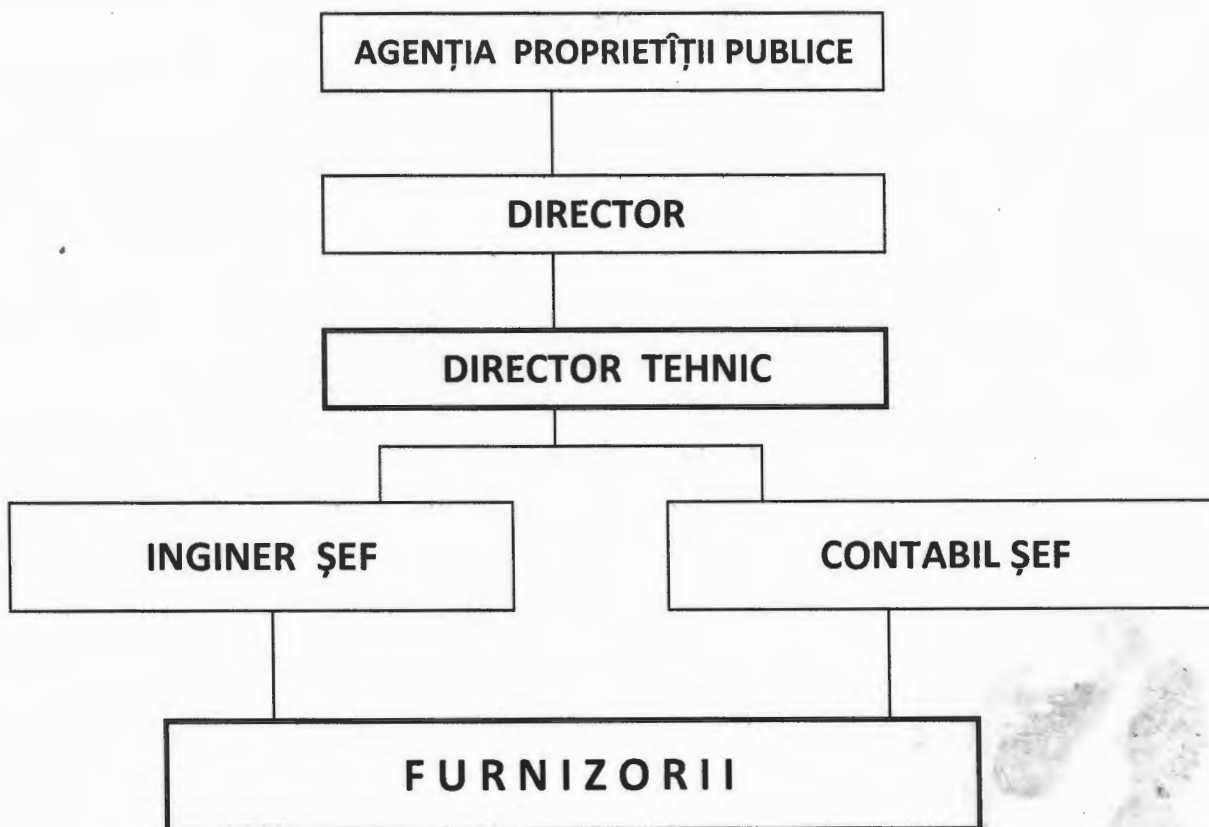 AGENȚIA PROPRIETÎȚII PUBLICE
DIRECTOR
DIRECTOR TEHNIC
INGINER ȘEF
CONTABIL ȘEF
FURNIZORII